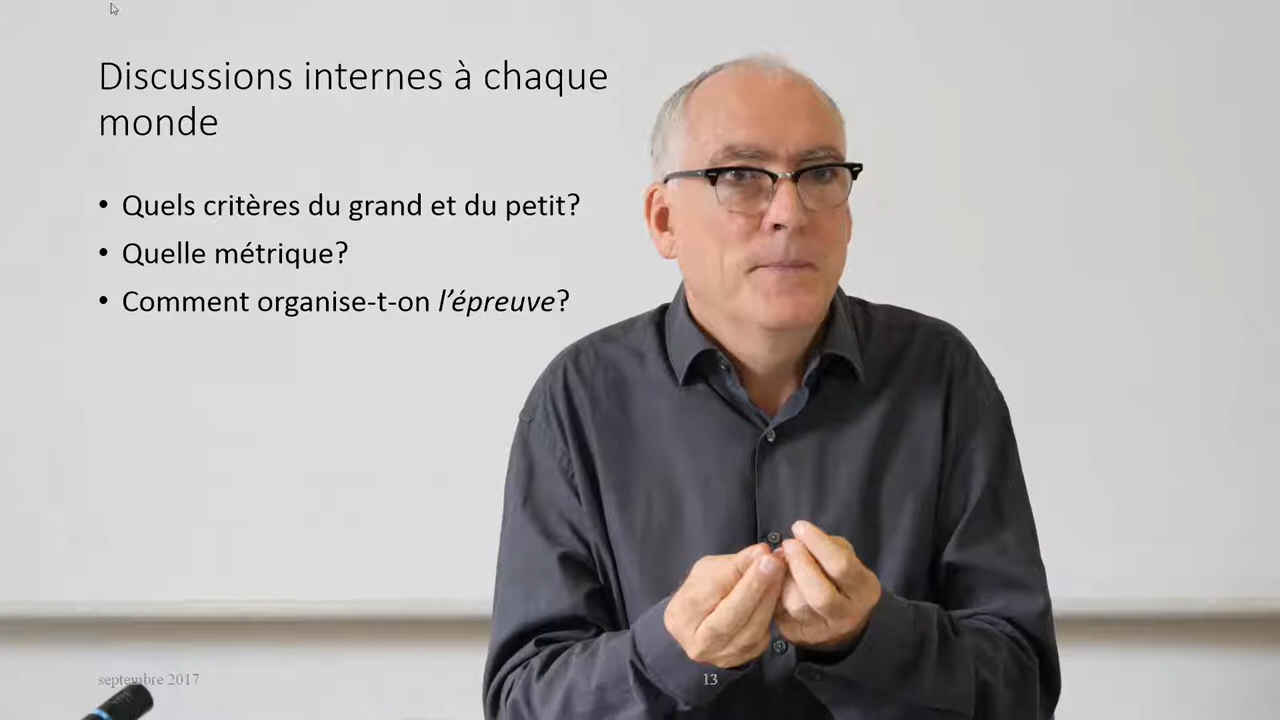 Discussions internes à chaque
monde
• Quels critères du grand et du petit?
• Quelle métrique?
• Comment organise-t-on l'épreuve?
septembre 2017
13